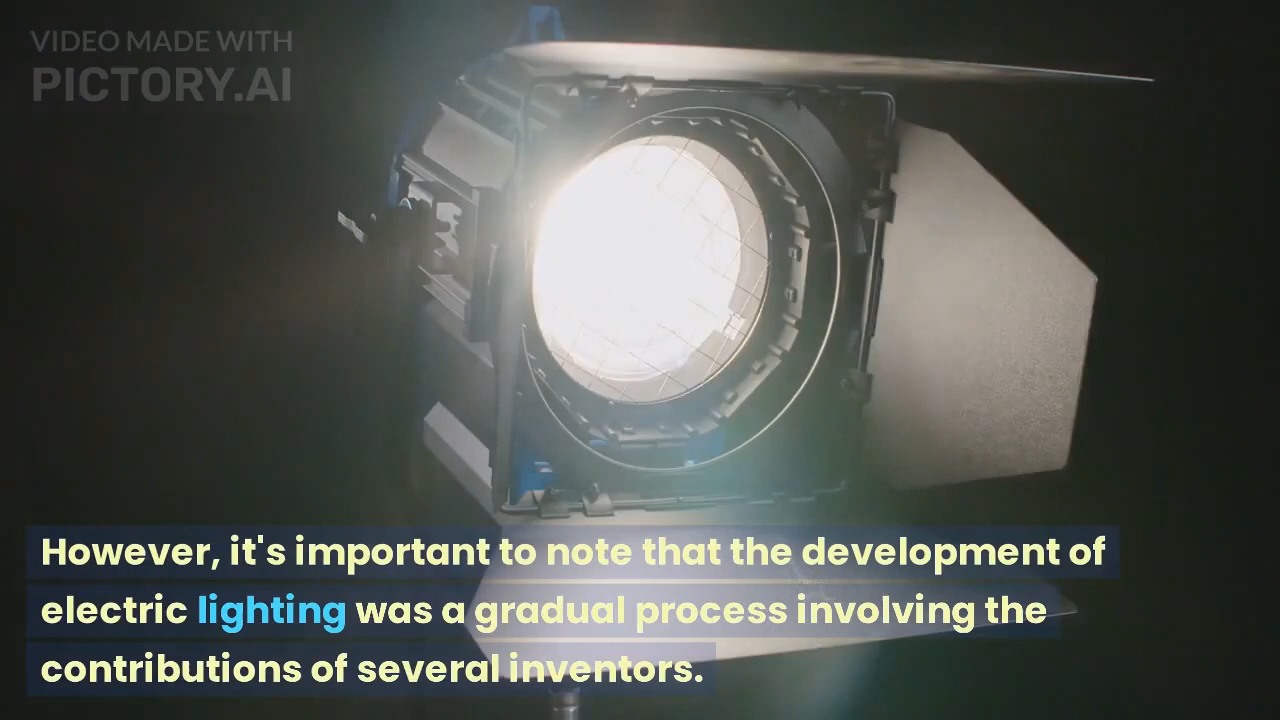 VIDEO MADE WITH
PICTORY.AI
However, it's important to note that the development of
electric lighting was a gradual process involving the
contributions of several inventors.